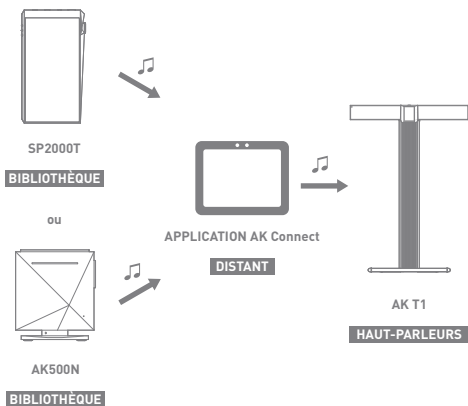 SP2000T
BIBLIOTHÈQUE
ou
AK500N
BIBLIOTHÈQUE
APPLICATION AK Connect
DISTANT
AK T1
HAUT-PARLEURS